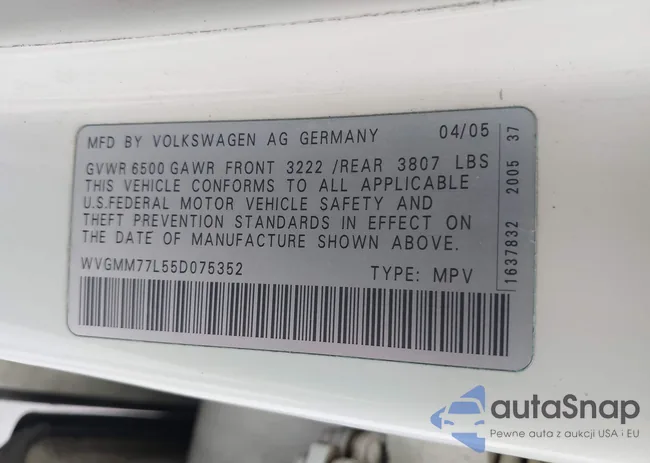 MFD BY VOLKSWAGEN AG GERMANY 04/05
GVWR 6500 GAWR FRONT 3222 /REAR 3807 LBS
THIS VEHICLE CONFORMS TO ALL APPLICABLE
U.S.FEDERAL MOTOR VEHICLE SAFETY AND
THEFT PREVENTION STANDARDS IN EFFECT ON
THE DATE OF MANUFACTURE SHOWN ABOVE.
WVGMM77L55D075352 TYPE: MPV
1637832 2005 37
autaSnap
Pewne auta z aukcji USA i EU